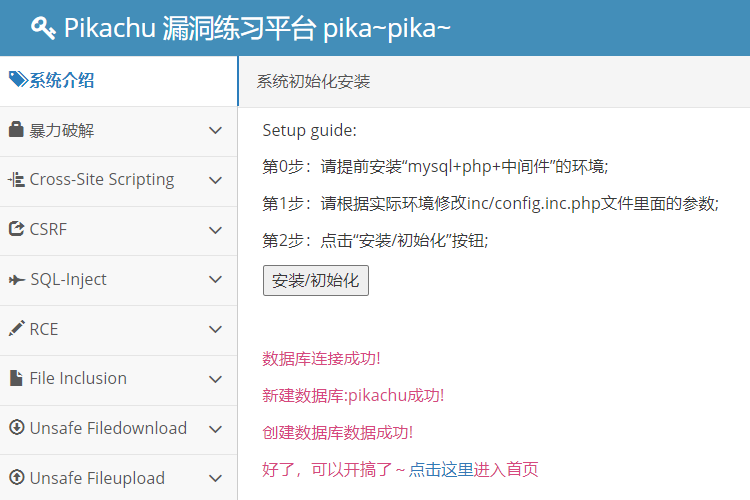 Pikachu 漏洞练习平台 pika~pika~
系统介绍
暴力破解
Cross-Site Scripting
CSRF
SQL-Inject
RCE
File Inclusion
Unsafe Filedownload
Unsafe Fileupload
系统初始化安装
Setup guide:
第0步：请提前安装“mysql+php+中间件”的环境;
第1步：请根据实际环境修改inc/config.inc.php文件里面的参数;
第2步：点击“安装/初始化”按钮;
安装/初始化
数据库连接成功!
新建数据库:pikachu成功!
创建数据库数据成功!
好了，可以开搞了～点击这里进入首页